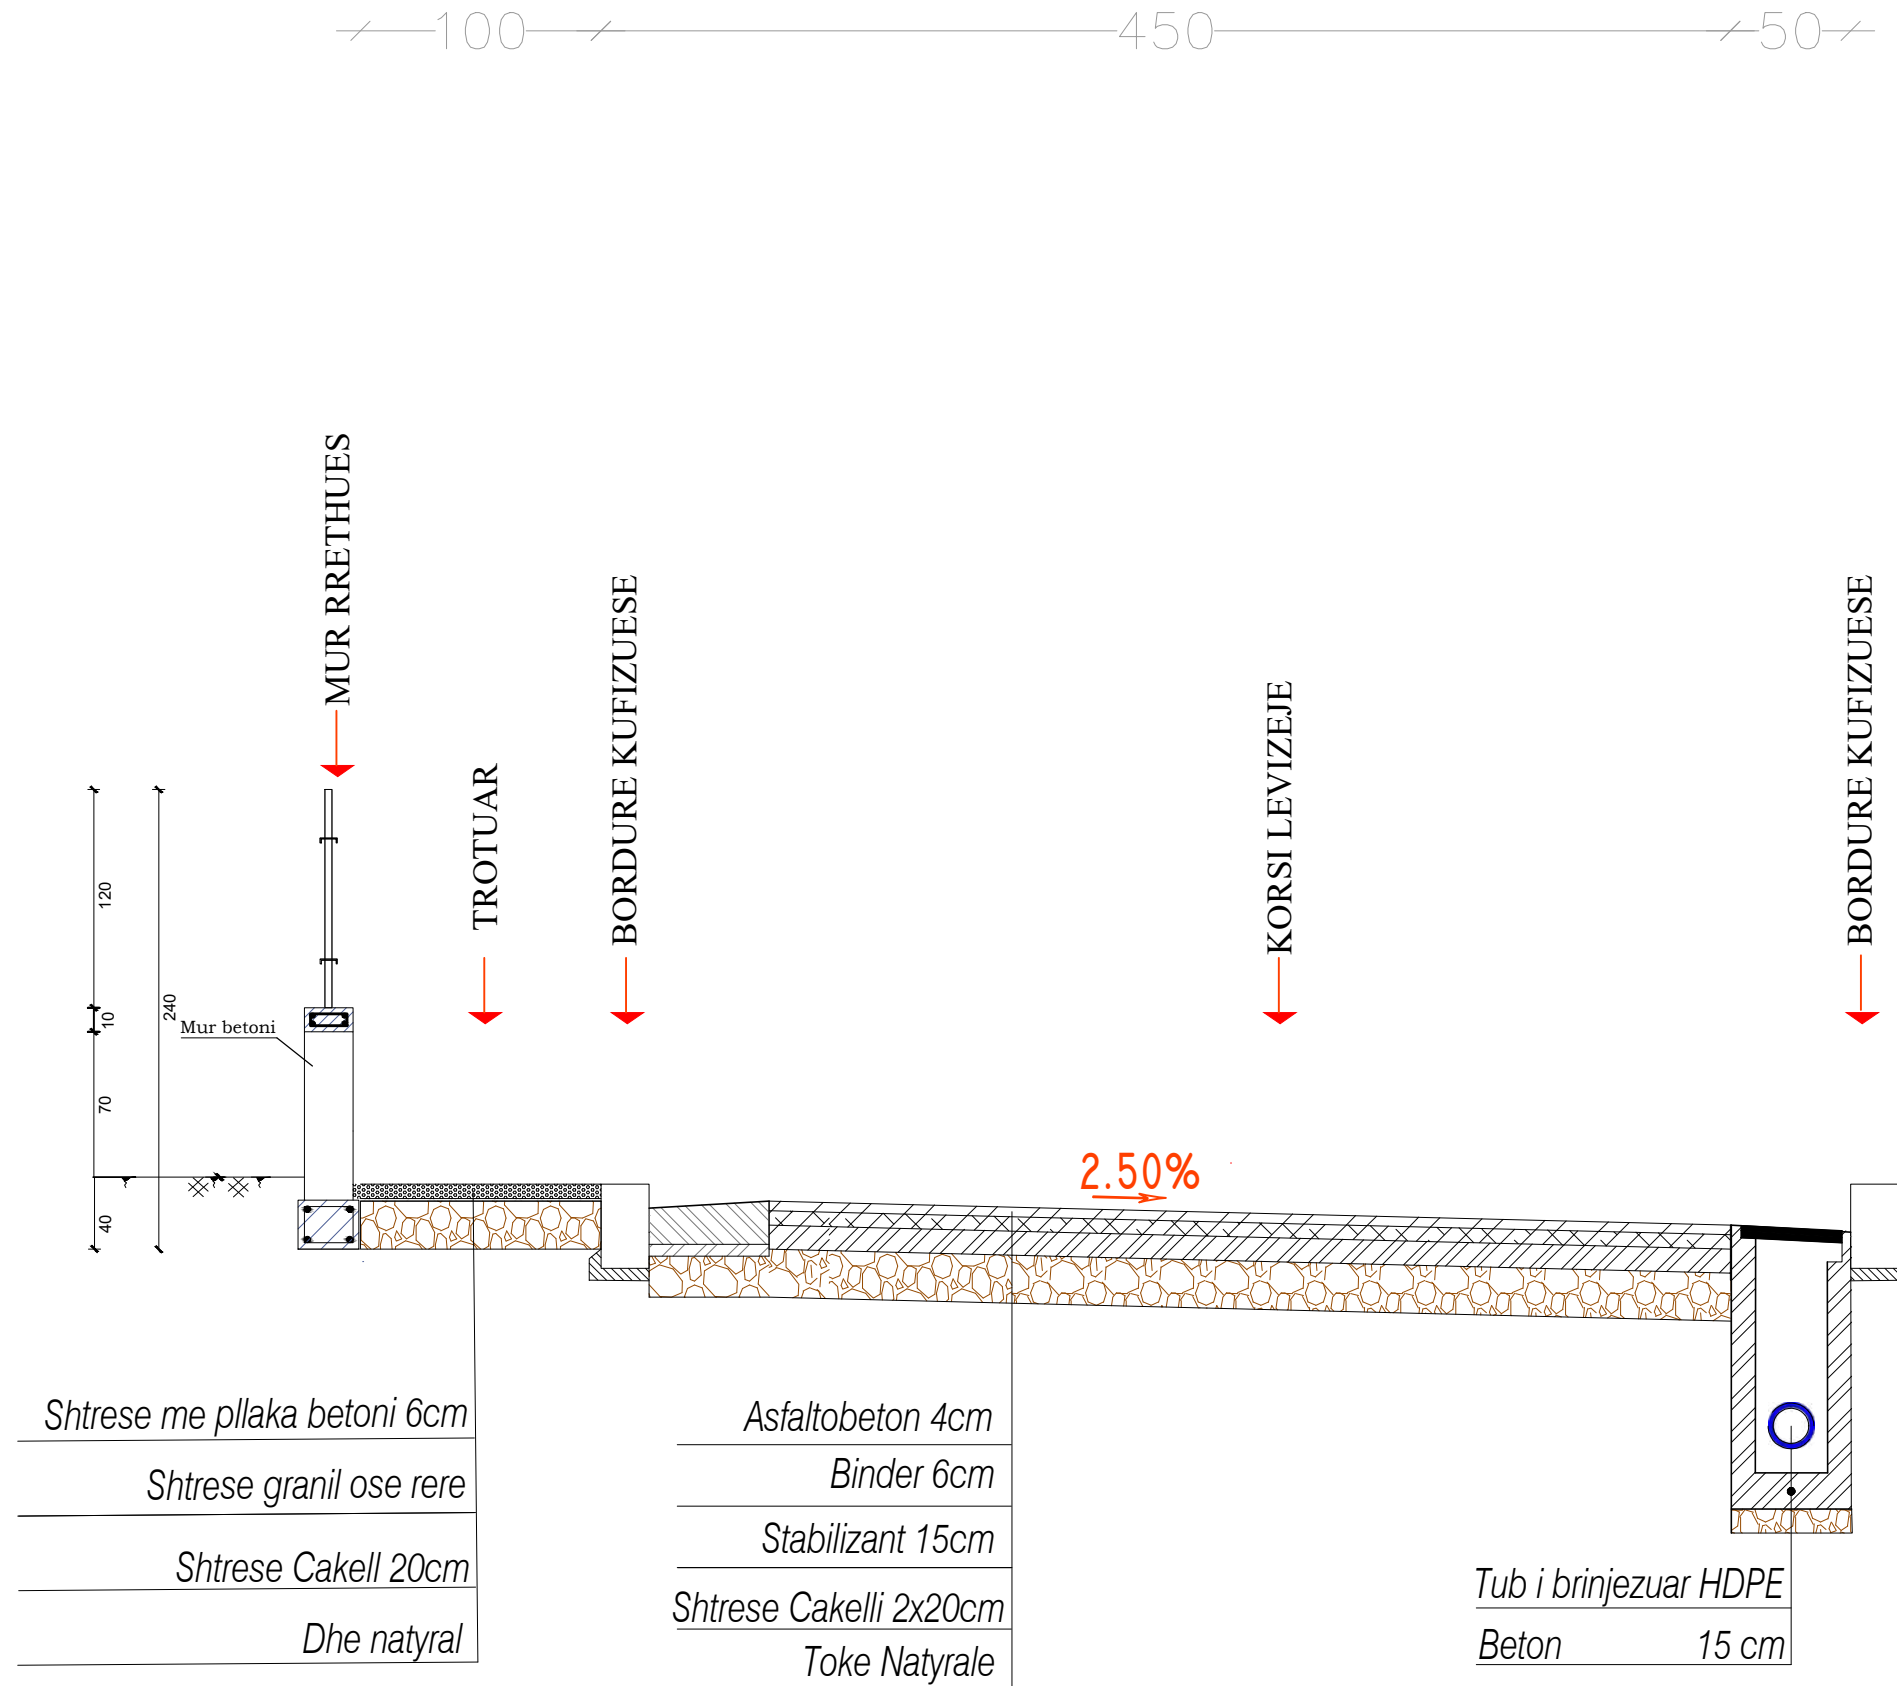 100 450 50
MUR RRETHUES
TROTUAR
BORDURE KUFIZUESE
KORSI LEVIZEJE
BORDURE KUFIZUESE
120
10
70
40
240
Mur betoni
2.50%
Shtrese me pllaka betoni 6cm
Shtrese granil ose rere
Shtrese Cakell 20cm
Dhe natyral
Asfaltobeton 4cm
Binder 6cm
Stabilizant 15cm
Shtrese Cakelli 2x20cm
Toke Natyrale
Tub i brinjezuar HDPE
Beton 15 cm